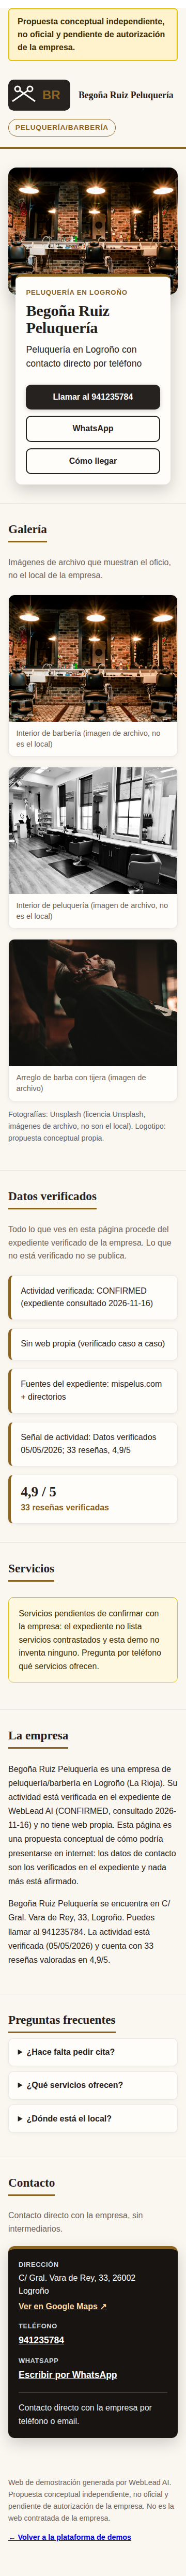 Propuesta conceptual independiente,
no oficial y pendiente de autorización
de la empresa.
BR
Begoña Ruiz Peluquería
PELUQUERÍA/BARBERÍA
PELUQUERÍA EN LOGROÑO
Begoña Ruiz
Peluquería
Peluquería en Logroño con
contacto directo por teléfono
Llamar al 941235784
WhatsApp
Cómo llegar
Galería
Imágenes de archivo que muestran el oficio,
no el local de la empresa.
Interior de barbería (imagen de archivo, no
es el local)
Interior de peluquería (imagen de archivo, no
es el local)
Arreglo de barba con tijera (imagen de
archivo)
Fotografías: Unsplash (licencia Unsplash,
imágenes de archivo, no son el local). Logotipo:
propuesta conceptual propia.
Datos verificados
Todo lo que ves en esta página procede del
expediente verificado de la empresa. Lo que
no está verificado no se publica.
Actividad verificada: CONFIRMED
(expediente consultado 2026-11-16)
Sin web propia (verificado caso a caso)
Fuentes del expediente: mispelus.com
+ directorios
Señal de actividad: Datos verificados
05/05/2026; 33 reseñas, 4,9/5
4,9 / 5
33 reseñas verificadas
Servicios
Servicios pendientes de confirmar con
la empresa: el expediente no lista
servicios contrastados y esta demo no
inventa ninguno. Pregunta por teléfono
qué servicios ofrecen.
La empresa
Begoña Ruiz Peluquería es una empresa de
peluquería/barbería en Logroño (La Rioja). Su
actividad está verificada en el expediente de
WebLead AI (CONFIRMED, consultado 2026-
11-16) y no tiene web propia. Esta página es
una propuesta conceptual de cómo podría
presentarse en internet: los datos de contacto
son los verificados en el expediente y nada
más está afirmado.
Begoña Ruiz Peluquería se encuentra en C/
Gral. Vara de Rey, 33, Logroño. Puedes
llamar al 941235784. La actividad está
verificada (05/05/2026) y cuenta con 33
reseñas valoradas en 4,9/5.
Preguntas frecuentes
▶ ¿Hace falta pedir cita?
▶ ¿Qué servicios ofrecen?
▶ ¿Dónde está el local?
Contacto
Contacto directo con la empresa, sin
intermediarios.
DIRECCIÓN
C/ Gral. Vara de Rey, 33, 26002
Logroño
Ver en Google Maps ↗
TELÉFONO
941235784
WHATSAPP
Escribir por WhatsApp
Contacto directo con la empresa por
teléfono o email.
Web de demostración generada por WebLead AI.
Propuesta conceptual independiente, no oficial y
pendiente de autorización de la empresa. No es la
web contratada de la empresa.
← Volver a la plataforma de demos